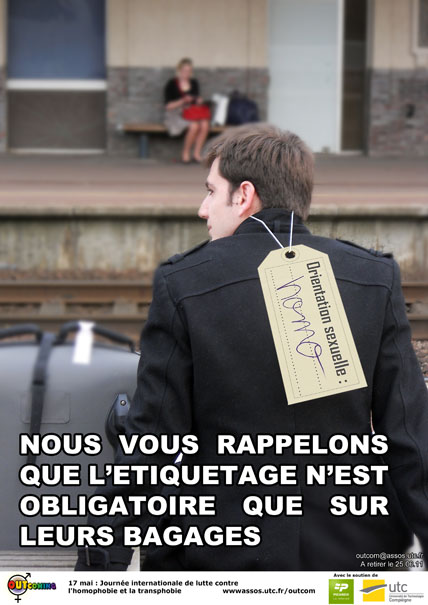 Orientation sexuelle :
homo
NOUS VOUS RAPPELONS
QUE L'ETIQUETAGE N'EST
OBLIGATOIRE QUE SUR
LEURS BAGAGES
outcom@assos.utc.fr
A retirer le 25.05.11
OUTCOMING
17 mai : Journée internationale de lutte contre
l'homophobie et la transphobie www.assos.utc.fr/outcom
Avec le soutien de
utc
Université de Technologie
Compiègne